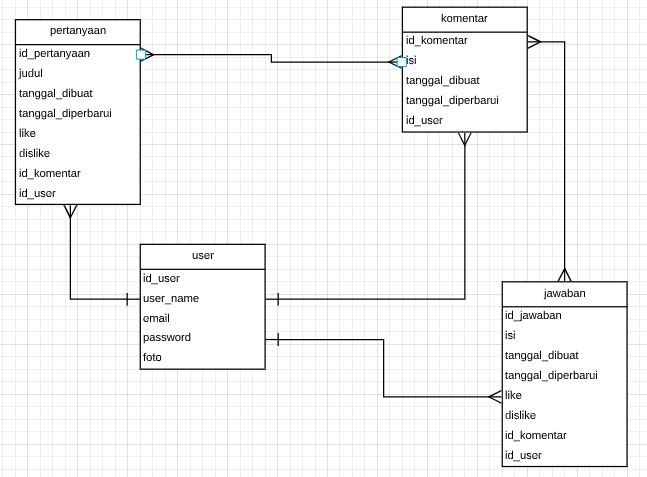 pertanyaan
id_pertanyaan
judul
tanggal_dibuat
tanggal_diperbarui
like
dislike
id_komentar
id_user
komentar
id_komentar
isi
tanggal_dibuat
tanggal_diperbarui
id_user
user
id_user
user_name
email
password
foto
jawaban
id_jawaban
isi
tanggal_dibuat
tanggal_diperbarui
like
dislike
id_komentar
id_user